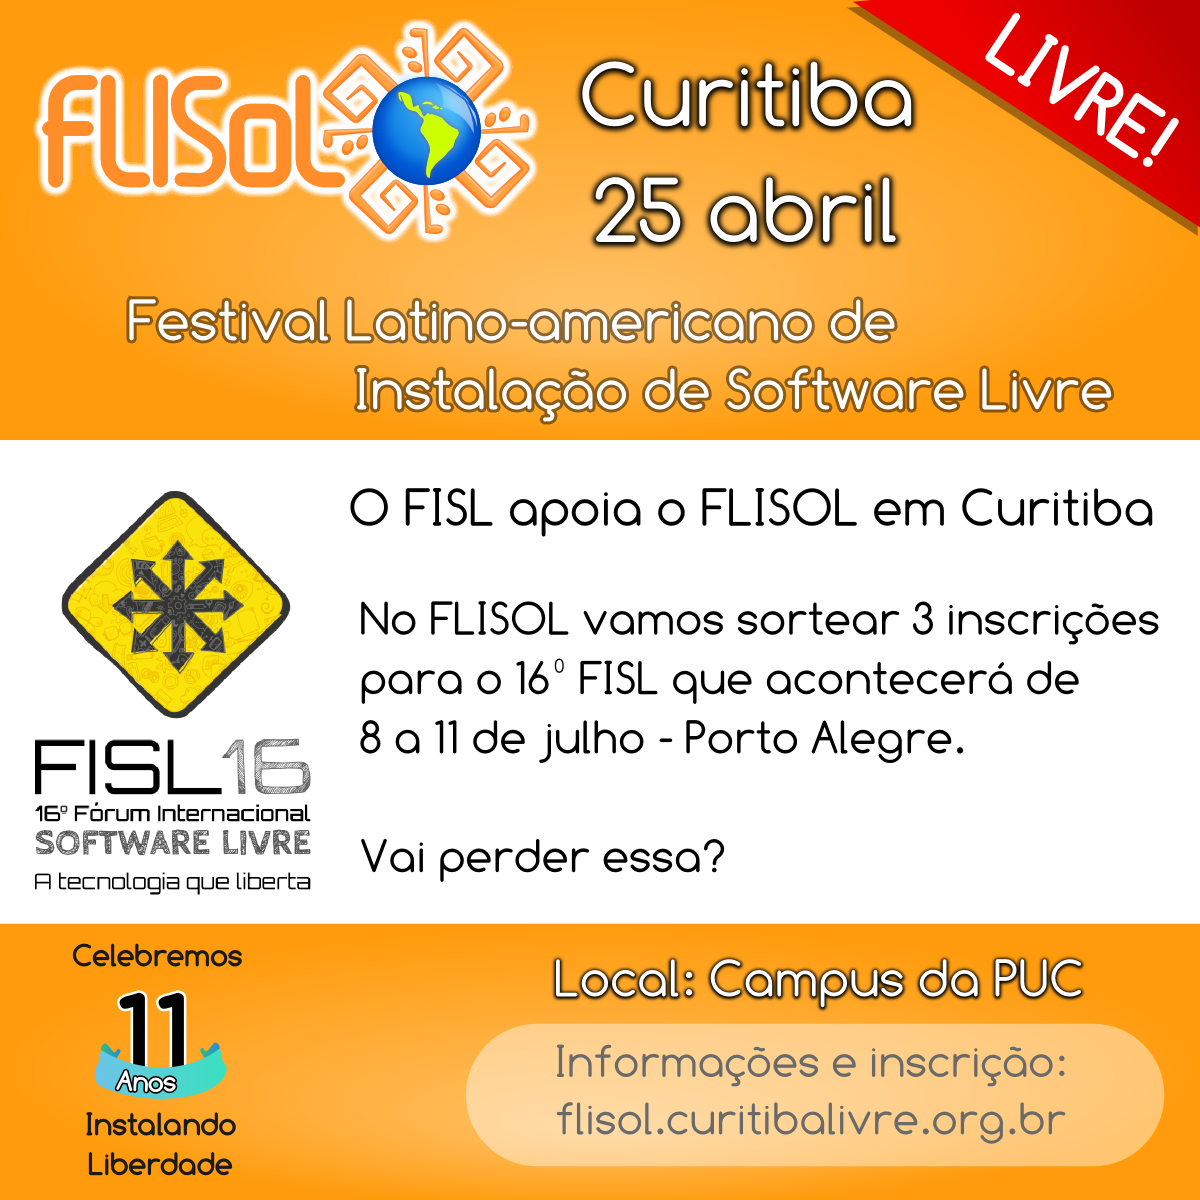 FLISoL
Curitiba
25 abril
LIVRE!
Festival Latino-americano de
Instalação de Software Livre
O FISL apoia o FLISOL em Curitiba
No FLISOL vamos sortear 3 inscrições
para o 16º FISL que acontecerá de
8 a 11 de julho - Porto Alegre.
Vai perder essa?
FISL16
16º Fórum Internacional
SOFTWARE LIVRE
A tecnologia que liberta
Celebremos
11
Anos
Instalando
Liberdade
Local: Campus da PUC
Informações e inscrição:
flisol.curitibalivre.org.br